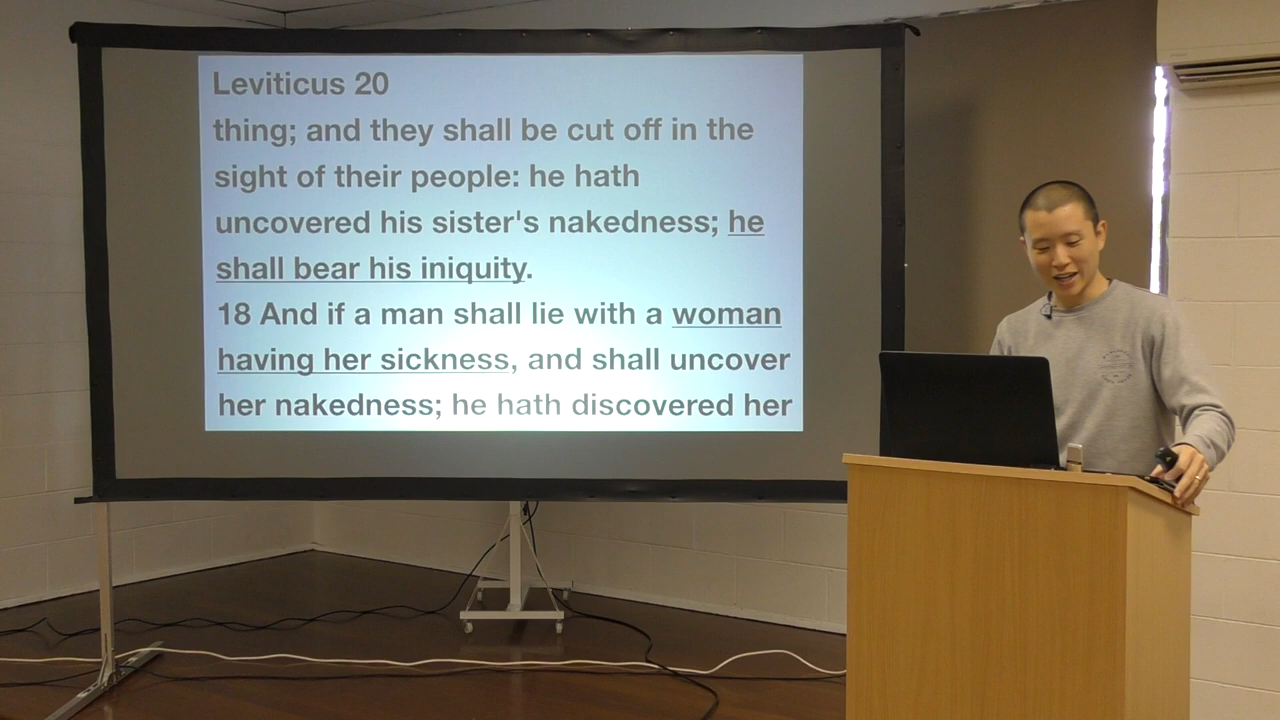 Leviticus 20
thing; and they shall be cut off in the
sight of their people: he hath
uncovered his sister's nakedness; he
shall bear his iniquity.
18 And if a man shall lie with a woman
having her sickness, and shall uncover
her nakedness; he hath discovered her